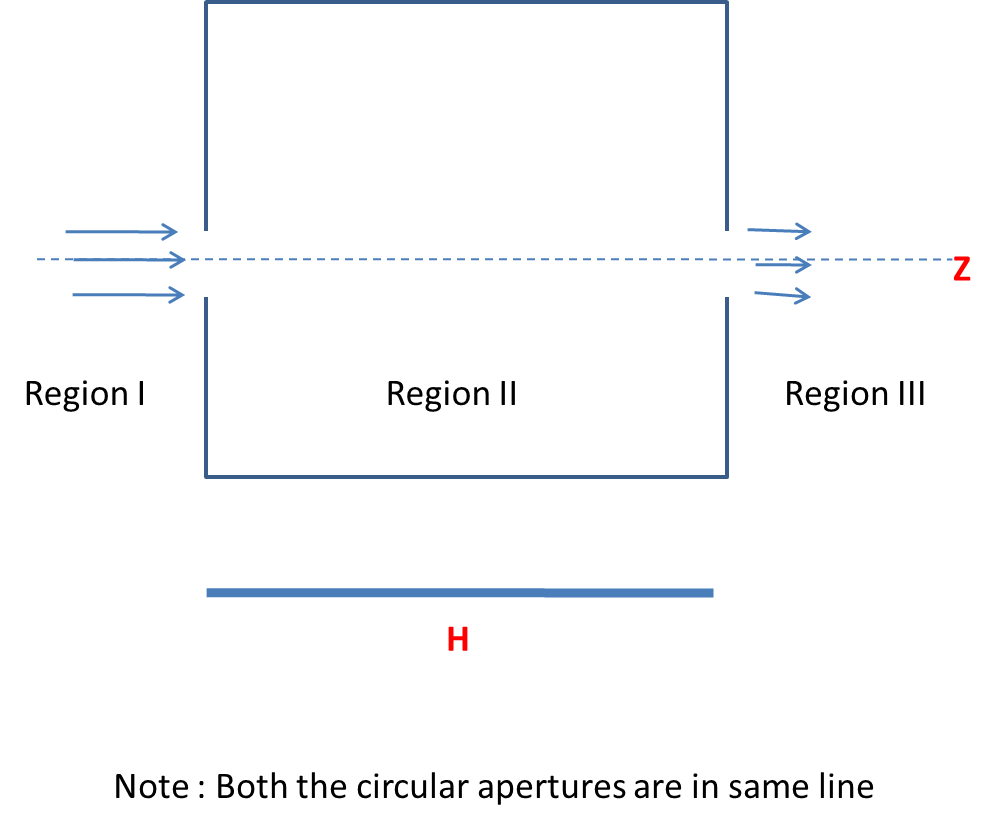 Z
Region I
Region II
Region III
H
Note : Both the circular apertures are in same line